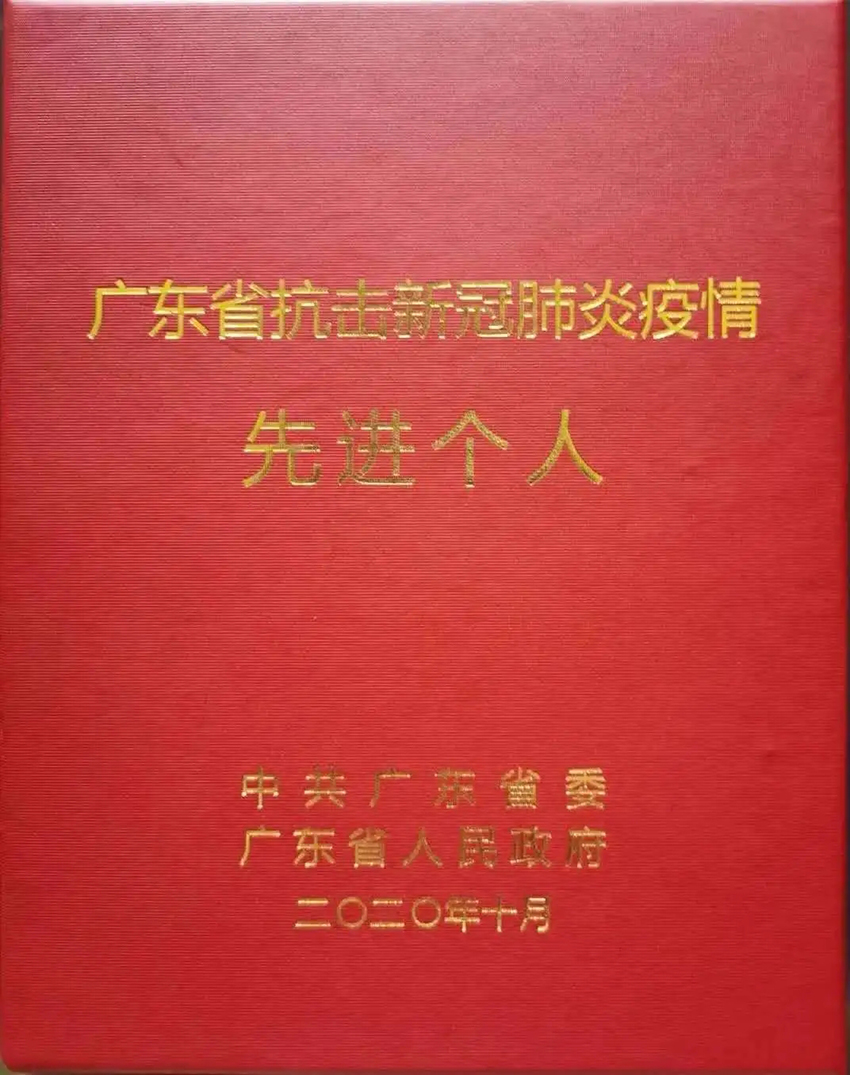 广东省抗击新冠肺炎疫情
先进个人
中共广东省委
广东省人民政府
二〇二〇年十月